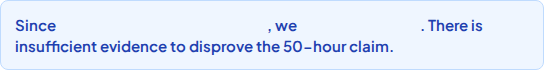 Since , we . There is
insufficient evidence to disprove the 50-hour claim.